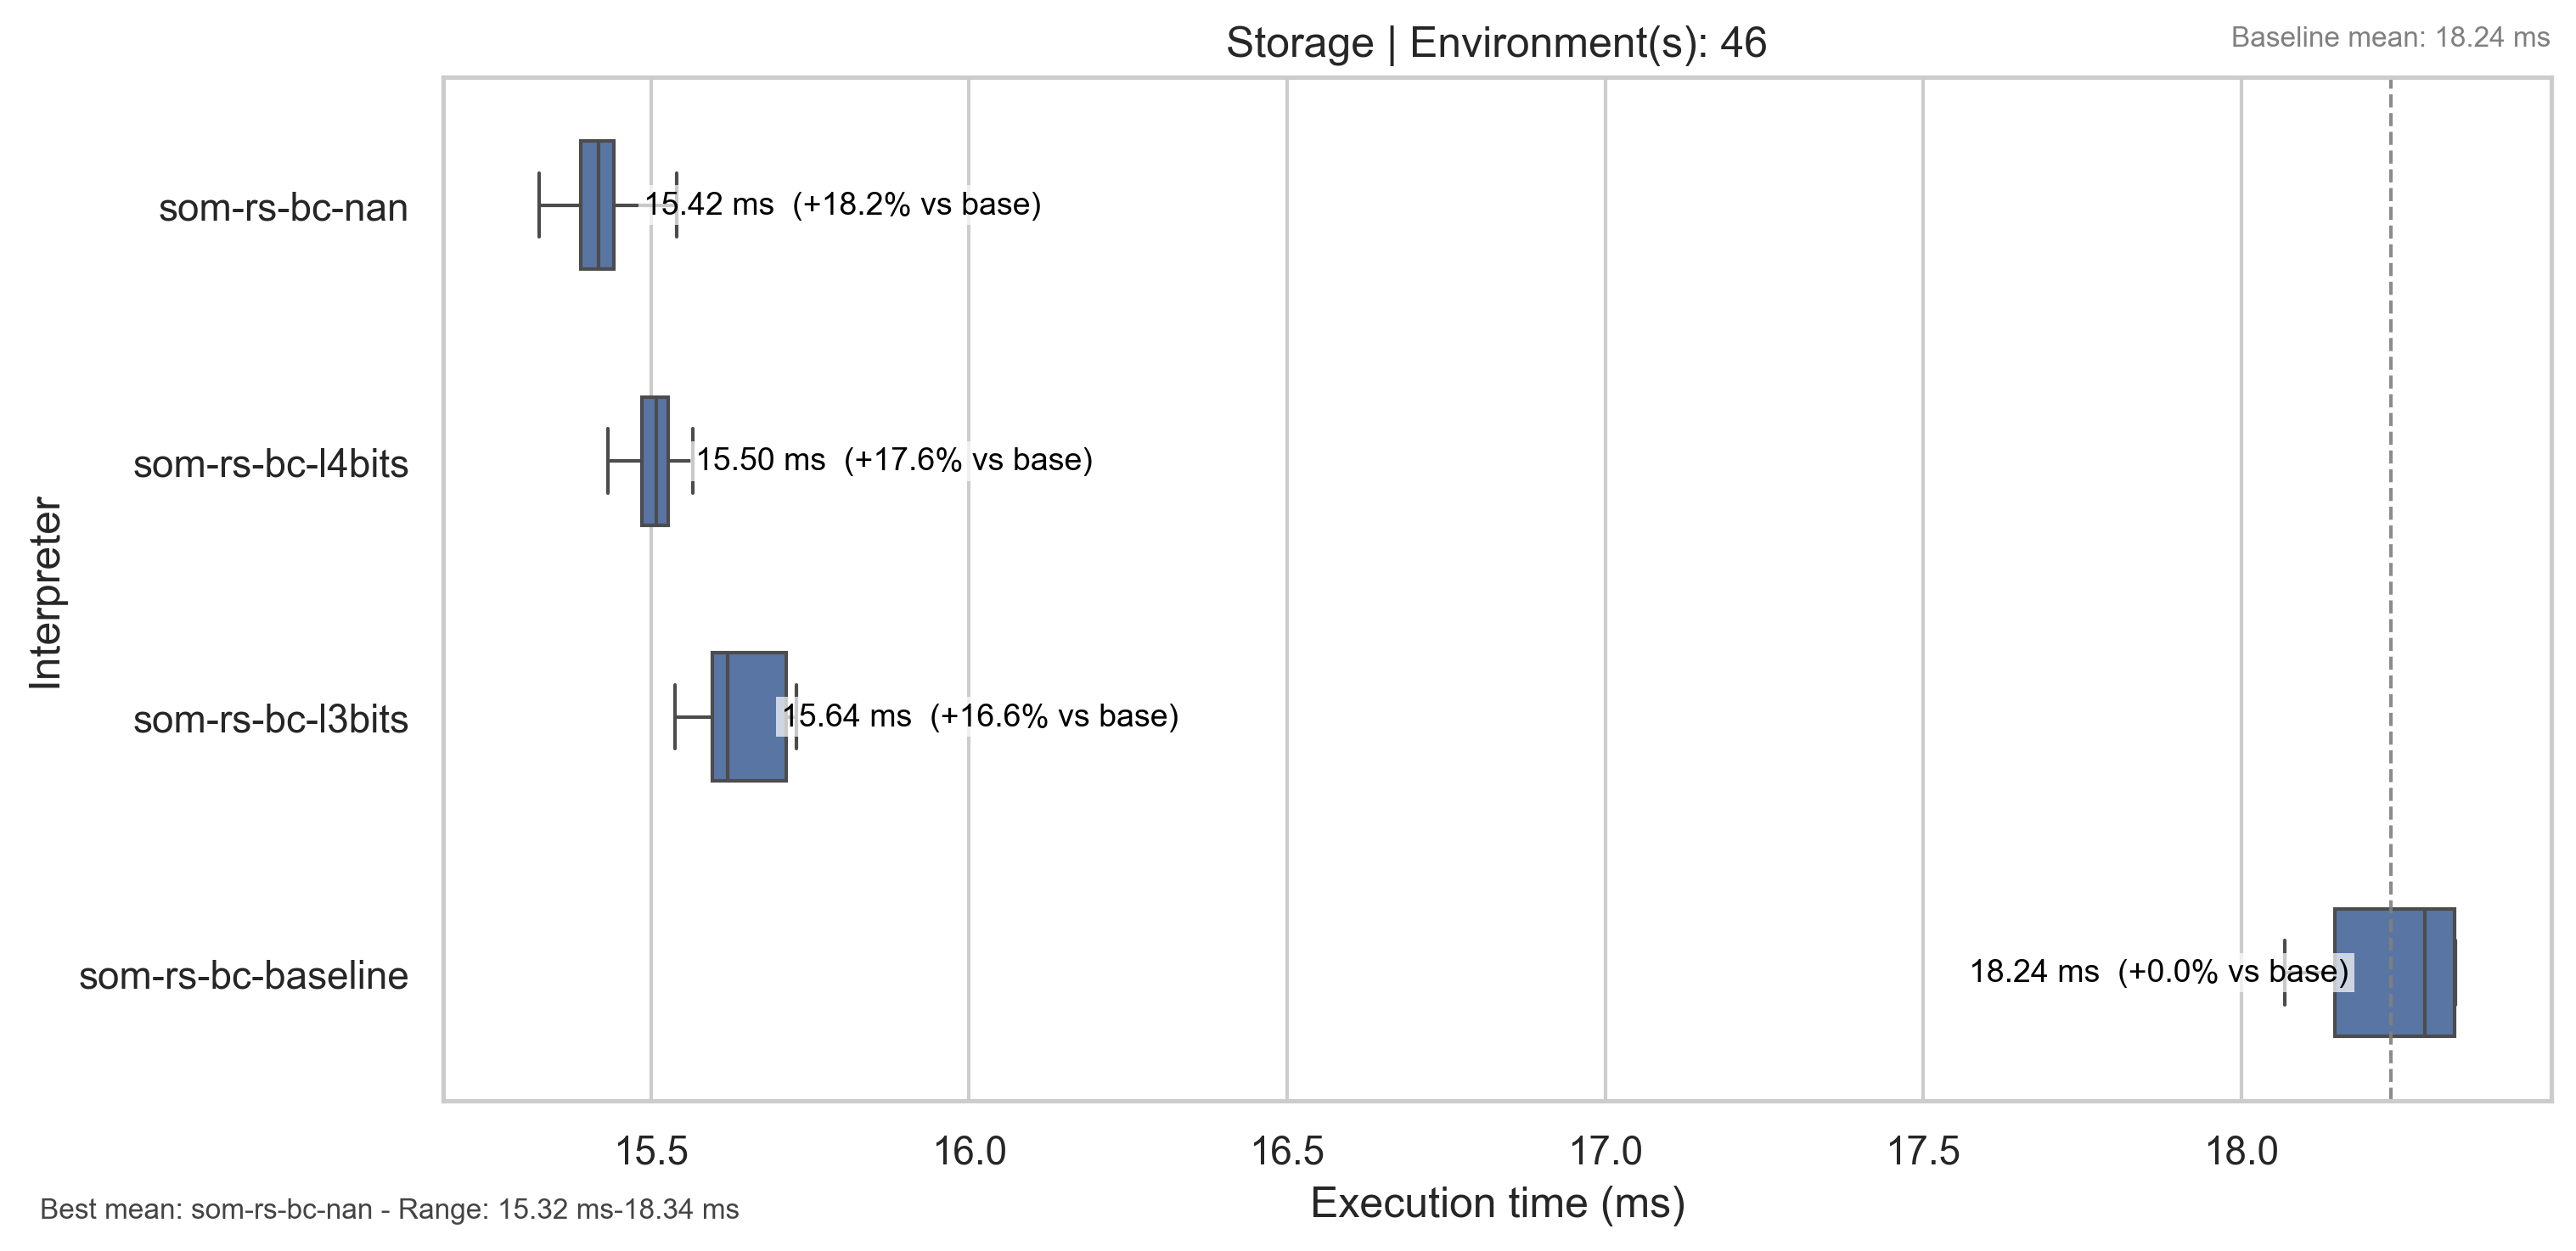 Storage | Environment(s): 46
Baseline mean: 18.24 ms
Interpreter
som-rs-bc-nan
15.42 ms  (+18.2% vs base)
som-rs-bc-l4bits
15.50 ms  (+17.6% vs base)
som-rs-bc-l3bits
15.64 ms  (+16.6% vs base)
som-rs-bc-baseline
18.24 ms  (+0.0% vs base)
15.5 16.0 16.5 17.0 17.5 18.0
Execution time (ms)
Best mean: som-rs-bc-nan - Range: 15.32 ms-18.34 ms